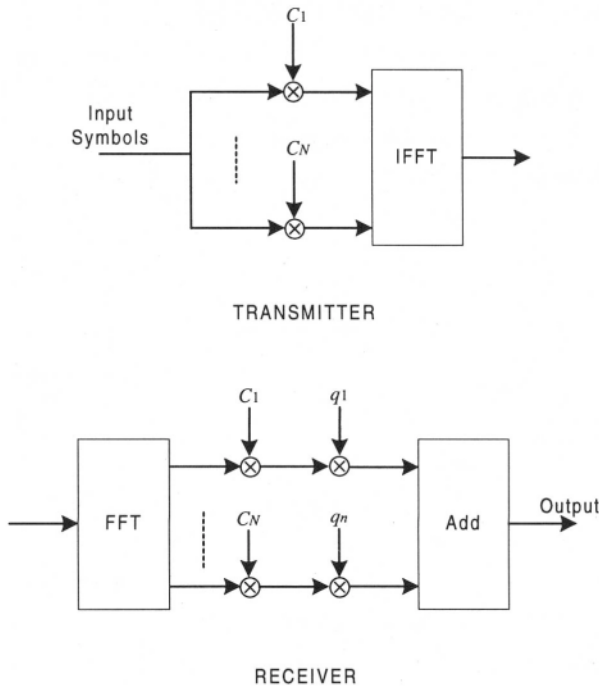 C1
Input
Symbols
CN
IFFT
TRANSMITTER
C1
q1
FFT
CN
qn
Add
Output
RECEIVER